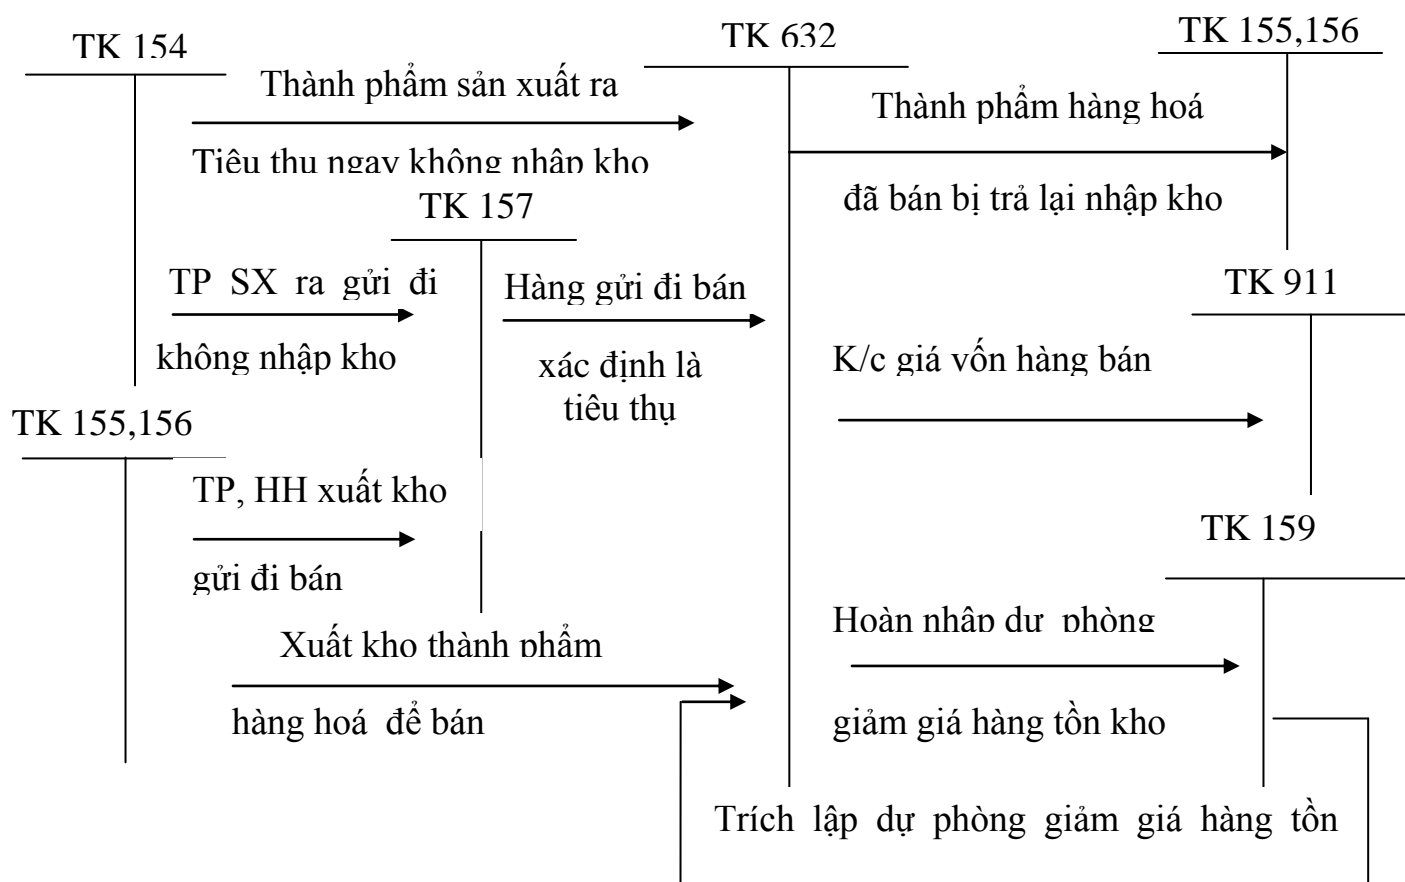 TK 154
TK 632
TK 155,156
Thành phẩm sản xuất ra
Tiêu thụ ngay không nhập kho
Thành phẩm hàng hoá
đã bán bị trả lại nhập kho
TK 157
TP SX ra gửi đi
không nhập kho
Hàng gửi đi bán
xác định là
tiêu thụ
TK 911
K/c giá vốn hàng bán
TK 155,156
TP, HH xuất kho
gửi đi bán
TK 159
Xuất kho thành phẩm
hàng hoá để bán
Hoàn nhập dự phòng
giảm giá hàng tồn kho
Trích lập dự phòng giảm giá hàng tồn